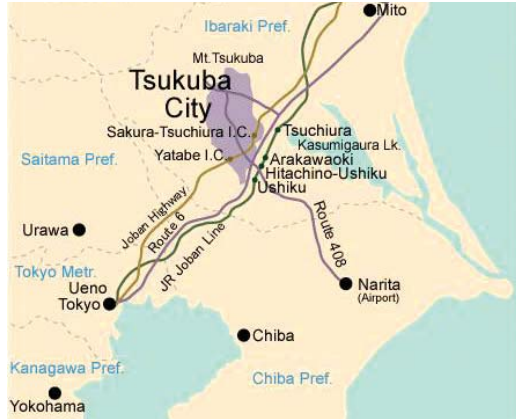 Mito
Ibaraki Pref.
Mt.Tsukuba
Tsukuba
City
Sakura-Tsuchiura I.C.
Tsuchiura
Kasumigaura Lk.
Yatabe I.C.
Arakawaoki
Hitachino-Ushiku
Ushiku
Saitama Pref.
Joban Highway
Route 6
JR Joban Line
Route 408
Urawa
Tokyo Metr.
Ueno
Tokyo
Narita
(Airport)
Chiba
Kanagawa Pref.
Chiba Pref.
Yokohama